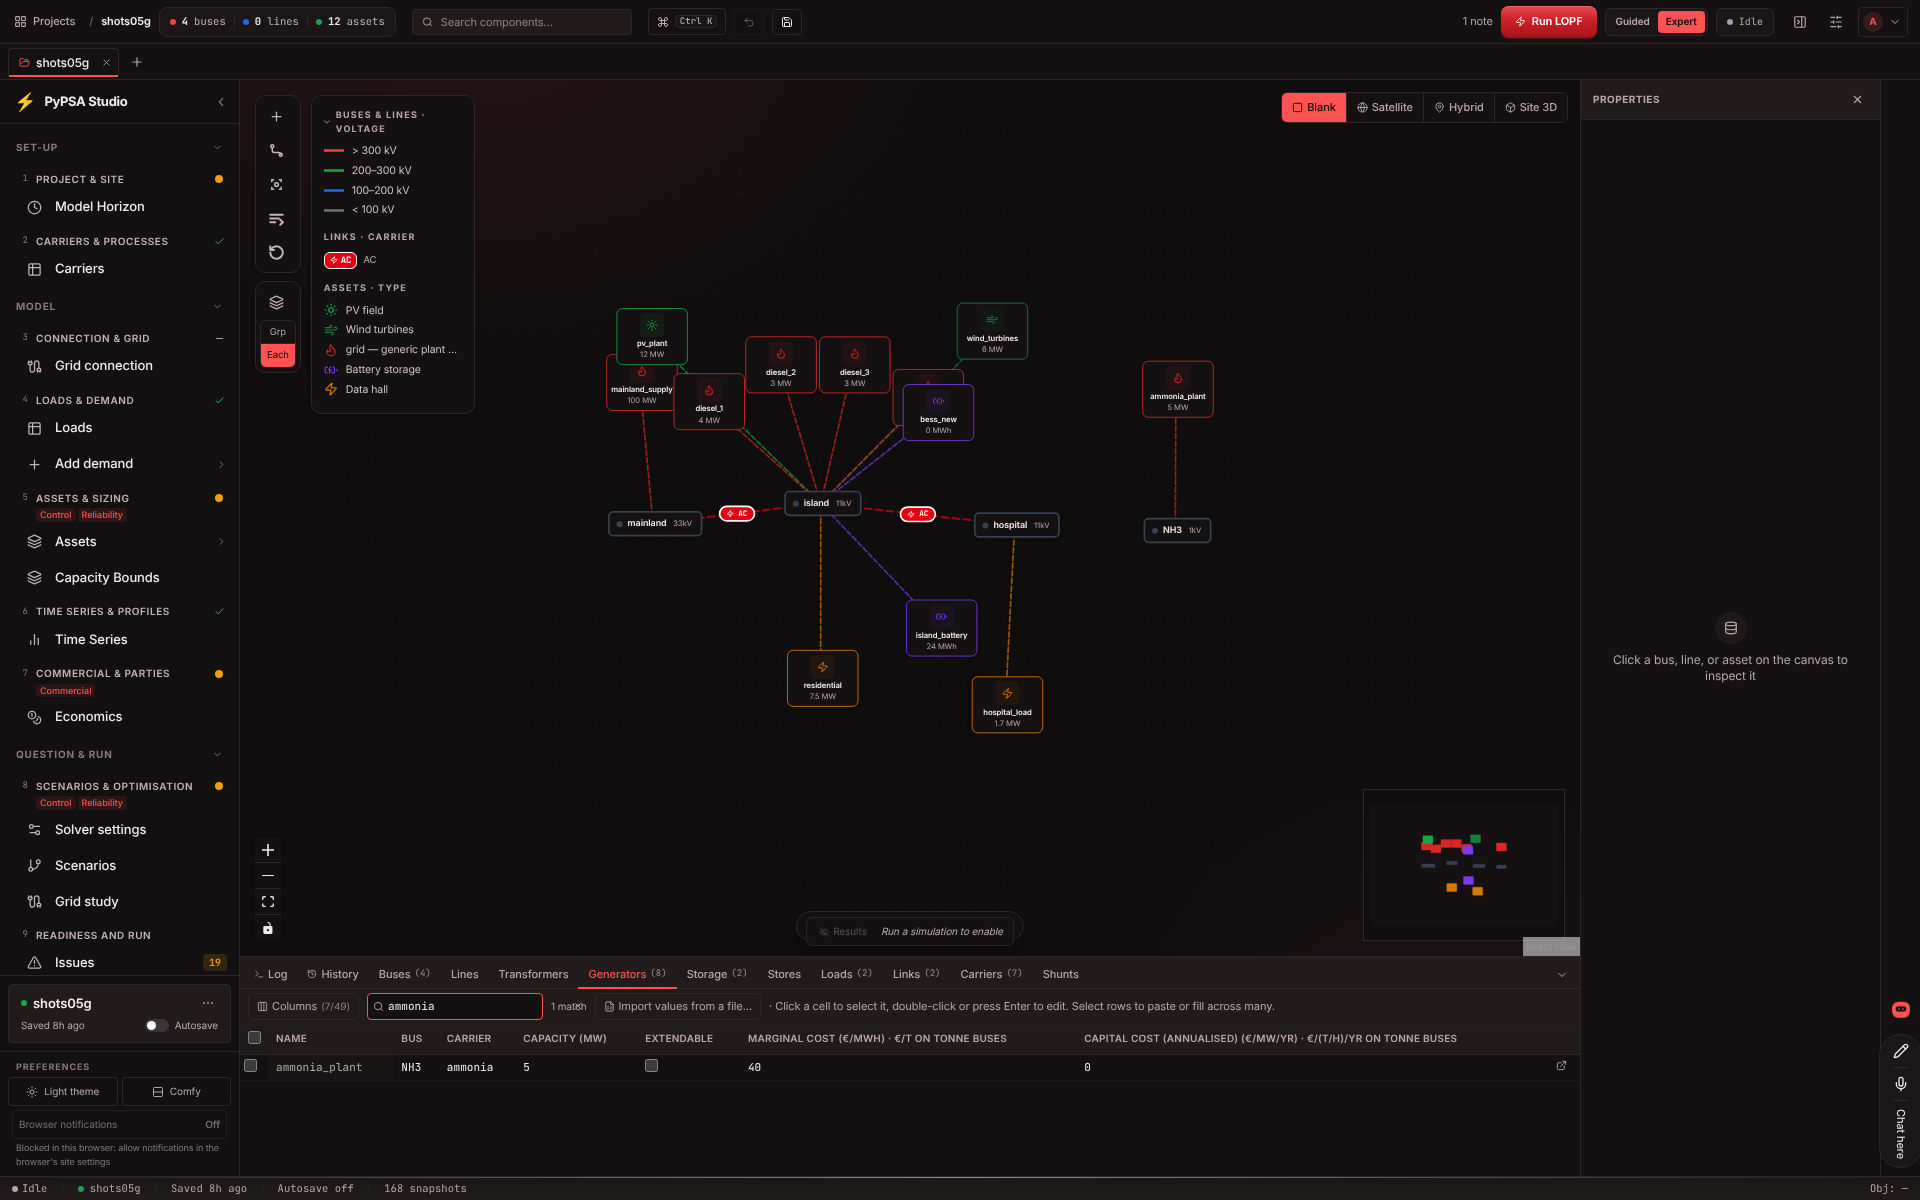 Projects / shots05g
4 buses 0 lines 12 assets
Search components...
Ctrl K
1 note
Run LOPF
Guided Expert
Idle
A
shots05g
PyPSA Studio
SET-UP
1 PROJECT & SITE
Model Horizon
2 CARRIERS & PROCESSES
Carriers
MODEL
3 CONNECTION & GRID
Grid connection
4 LOADS & DEMAND
Loads
Add demand
5 ASSETS & SIZING
Control Reliability
Assets
Capacity Bounds
6 TIME SERIES & PROFILES
Time Series
7 COMMERCIAL & PARTIES
Commercial
Economics
QUESTION & RUN
8 SCENARIOS & OPTIMISATION
Control Reliability
Solver settings
Scenarios
Grid study
9 READINESS AND RUN
Issues 19
shots05g
Saved 8h ago Autosave
PREFERENCES
Light theme Comfy
Browser notifications Off
Blocked in this browser: allow notifications in the
browser's site settings
Grp
Each
BUSES & LINES ·
VOLTAGE
> 300 kV
200–300 kV
100–200 kV
< 100 kV
LINKS · CARRIER
AC AC
ASSETS · TYPE
PV field
Wind turbines
grid — generic plant ...
Battery storage
Data hall
Blank Satellite Hybrid Site 3D
pv_plant
12 MW
mainland_supply
100 MW
diesel_1
4 MW
diesel_2
3 MW
diesel_3
3 MW
wind_turbines
6 MW
bess_new
0 MWh
ammonia_plant
5 MW
island 11kV
mainland 33kV
AC
AC
hospital 11kV
NH3 1kV
island_battery
24 MWh
residential
7.5 MW
hospital_load
1.7 MW
Results Run a simulation to enable
React Flow
PROPERTIES
Click a bus, line, or asset on the canvas to
inspect it
Log History Buses (4) Lines Transformers Generators (8) Storage (2) Stores Loads (2) Links (2) Carriers (7) Shunts
Columns (7/49) ammonia 1 match Import values from a file... · Click a cell to select it, double-click or press Enter to edit. Select rows to paste or fill across many.
NAME BUS CARRIER CAPACITY (MW) EXTENDABLE MARGINAL COST (€/MWH) · €/T ON TONNE BUSES CAPITAL COST (ANNUALISED) (€/MW/YR) · €/(T/H)/YR ON TONNE BUSES
ammonia_plant NH3 ammonia 5 40 0
Chat here
Idle shots05g Saved 8h ago Autosave off 168 snapshots Obj: —